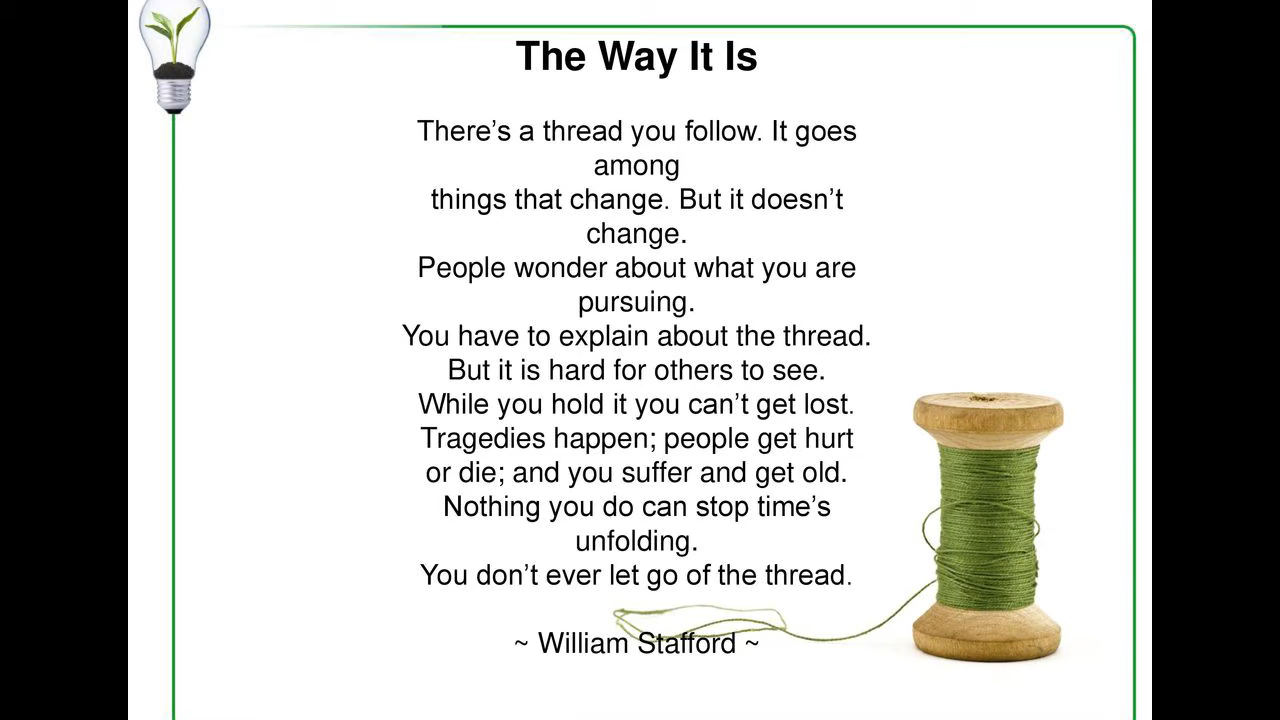 The Way It Is
There’s a thread you follow. It goes
among
things that change. But it doesn’t
change.
People wonder about what you are
pursuing.
You have to explain about the thread.
But it is hard for others to see.
While you hold it you can’t get lost.
Tragedies happen; people get hurt
or die; and you suffer and get old.
Nothing you do can stop time’s
unfolding.
You don’t ever let go of the thread.
~ William Stafford ~